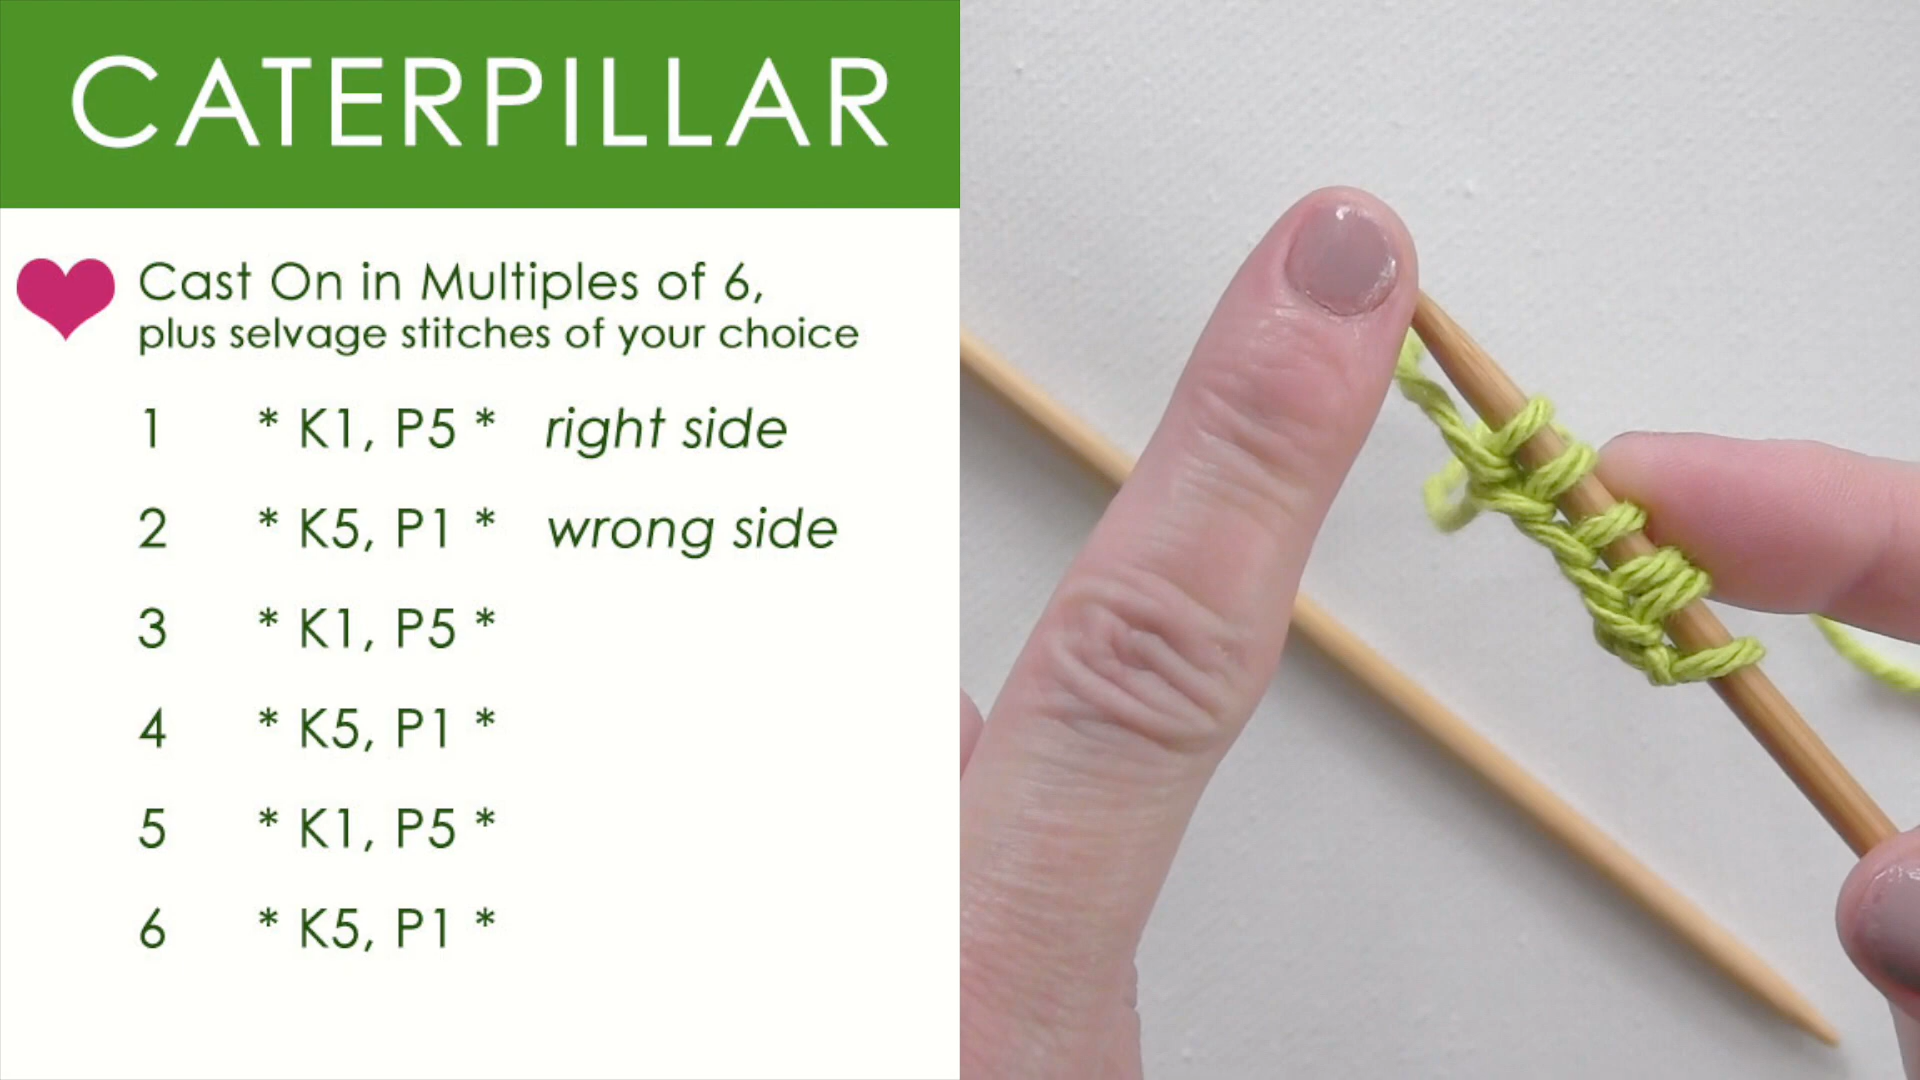 CATERPILLAR
Cast On in Multiples of 6,
plus selvage stitches of your choice
1 * K1, P5 * right side
2 * K5, P1 * wrong side
3 * K1, P5 *
4 * K5, P1 *
5 * K1, P5 *
6 * K5, P1 *